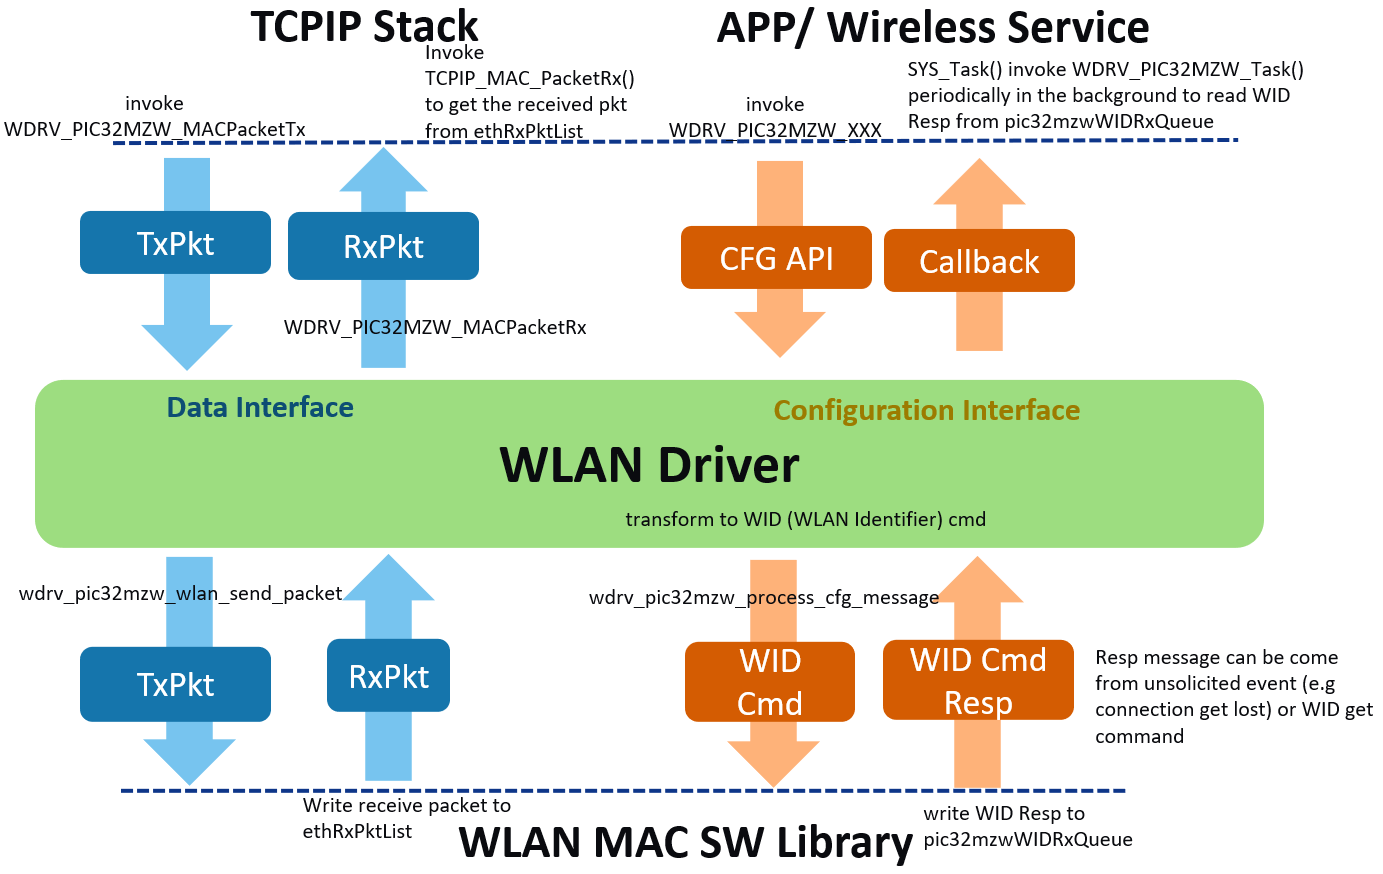 TCPIP Stack
APP/ Wireless Service
invoke
WDRV_PIC32MZW_MACPacketTx
Invoke
TCPIP_MAC_PacketRx()
to get the received pkt
from ethRxPktList
invoke
WDRV_PIC32MZW_XXX
SYS_Task() invoke WDRV_PIC32MZW_Task()
periodically in the background to read WID
Resp from pic32mzwWIDRxQueue
TxPkt
RxPkt
CFG API
Callback
WDRV_PIC32MZW_MACPacketRx
Data Interface
Configuration Interface
WLAN Driver
transform to WID (WLAN Identifier) cmd
wdrv_pic32mzw_wlan_send_packet
wdrv_pic32mzw_process_cfg_message
TxPkt
RxPkt
WID
Cmd
WID Cmd
Resp
Resp message can be come
from unsolicited event (e.g
connection get lost) or WID get
command
Write receive packet to
ethRxPktList
WLAN MAC SW Library
write WID Resp to
pic32mzwWIDRxQueue